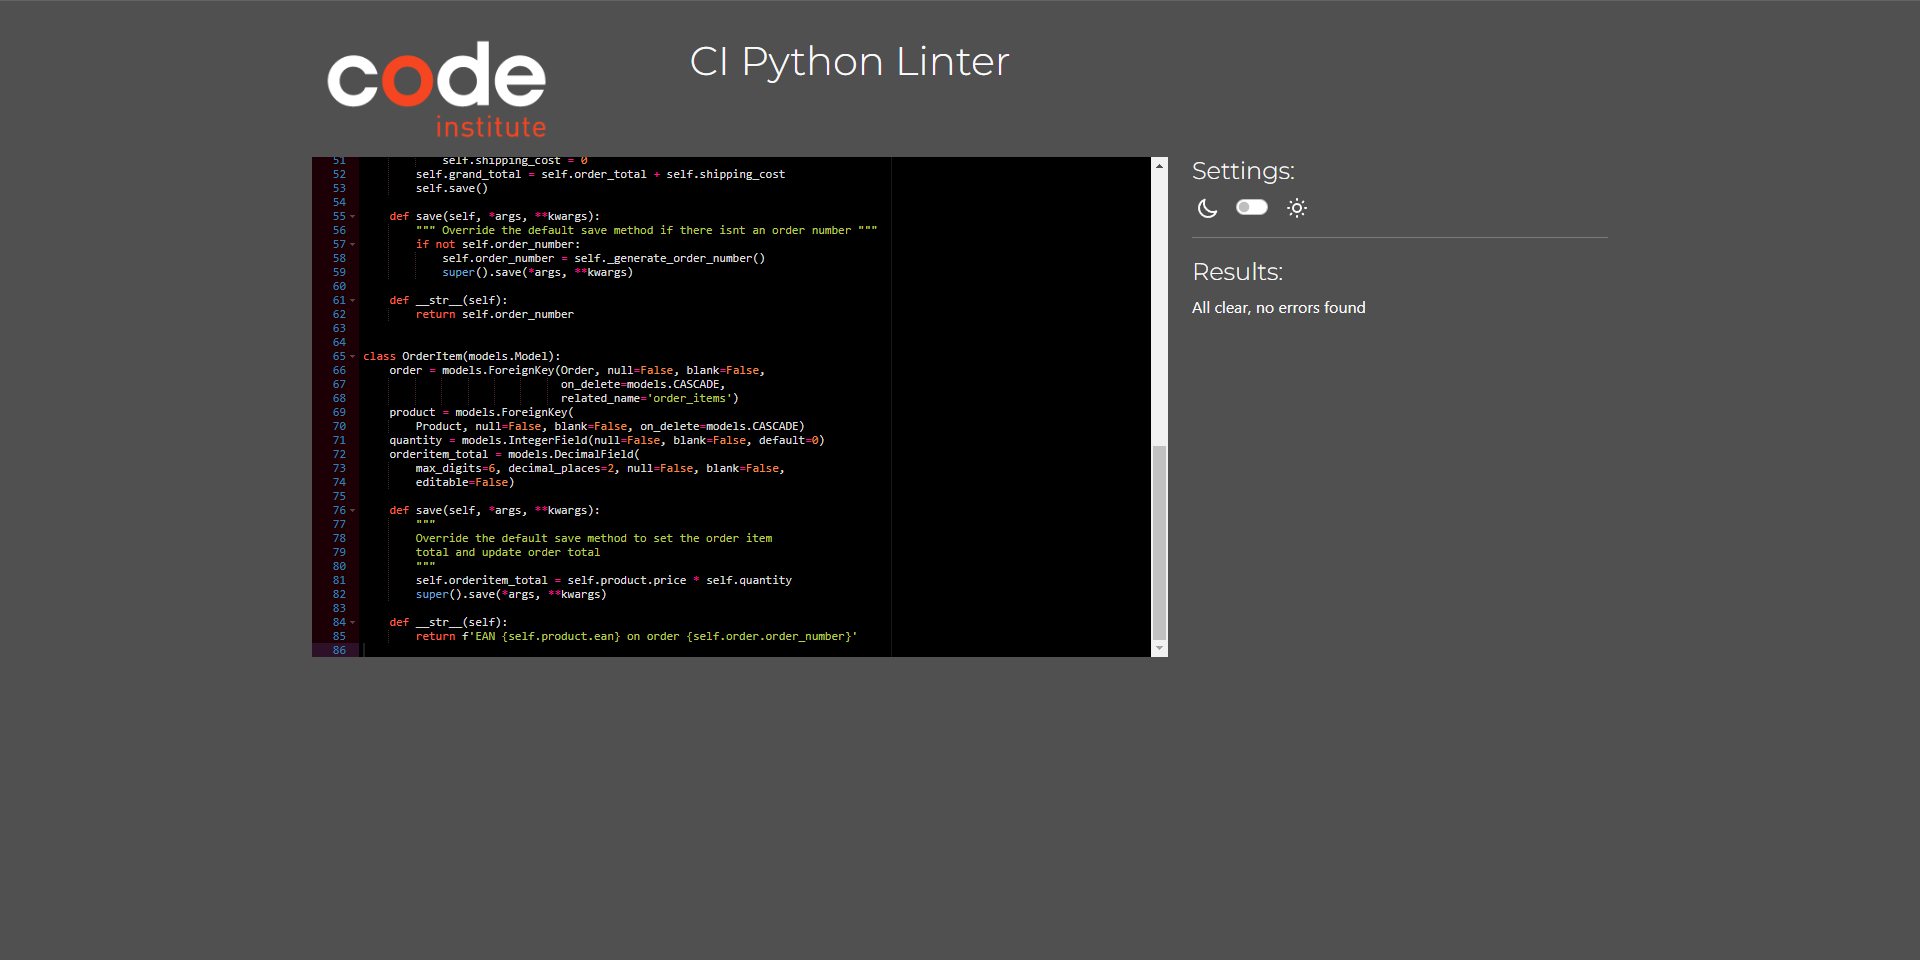 code
institute
CI Python Linter
51 self.shipping_cost = 0
52 self.grand_total = self.order_total + self.shipping_cost
53 self.save()
54
55 def save(self, *args, **kwargs):
56 """ Override the default save method if there isnt an order number """
57 if not self.order_number:
58 self.order_number = self._generate_order_number()
59 super().save(*args, **kwargs)
60
61 def __str__(self):
62 return self.order_number
63
64
65 class OrderItem(models.Model):
66 order = models.ForeignKey(Order, null=False, blank=False,
67 on_delete=models.CASCADE,
68 related_name='order_items')
69 product = models.ForeignKey(
70 Product, null=False, blank=False, on_delete=models.CASCADE)
71 quantity = models.IntegerField(null=False, blank=False, default=0)
72 orderitem_total = models.DecimalField(
73 max_digits=6, decimal_places=2, null=False, blank=False,
74 editable=False)
75
76 def save(self, *args, **kwargs):
77 """
78 Override the default save method to set the order item
79 total and update order total
80 """
81 self.orderitem_total = self.product.price * self.quantity
82 super().save(*args, **kwargs)
83
84 def __str__(self):
85 return f'EAN {self.product.ean} on order {self.order.order_number}'
86
Settings:
Results:
All clear, no errors found